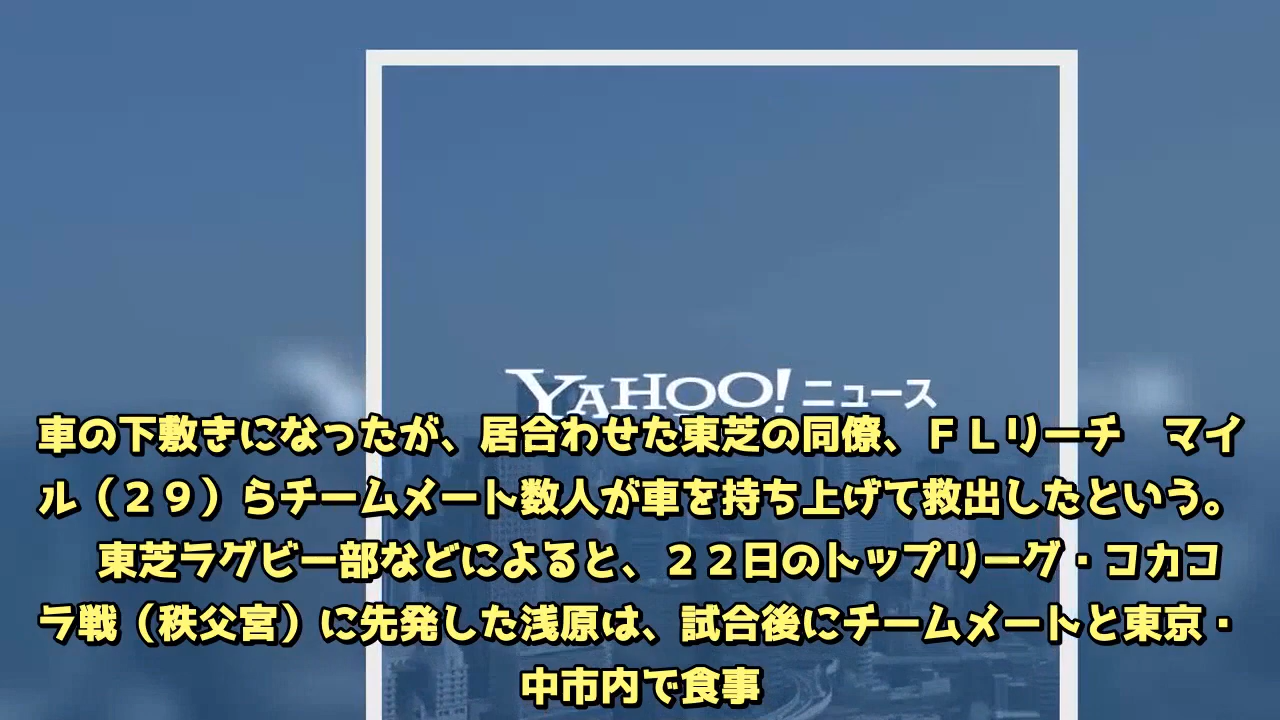 YAHOO!ニュース
車の下敷きになったが、居合わせた東芝の同僚、ＦＬリーチ　マイ
ル（２９）らチームメート数人が車を持ち上げて救出したという。
　東芝ラグビー部などによると、２２日のトップリーグ・コカコ
ラ戦（秩父宮）に先発した浅原は、試合後にチームメートと東京・
中市内で食事